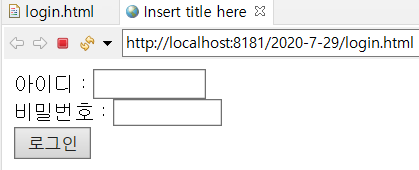 login.html Insert title here
http://localhost:8181/2020-7-29/login.html
아이디 :
비밀번호 :
로그인